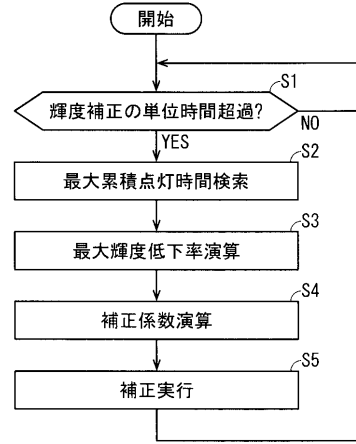 開始
S1
輝度補正の単位時間超過?
NO
YES
S2
最大累積点灯時間検索
S3
最大輝度低下率演算
S4
補正係数演算
S5
補正実行